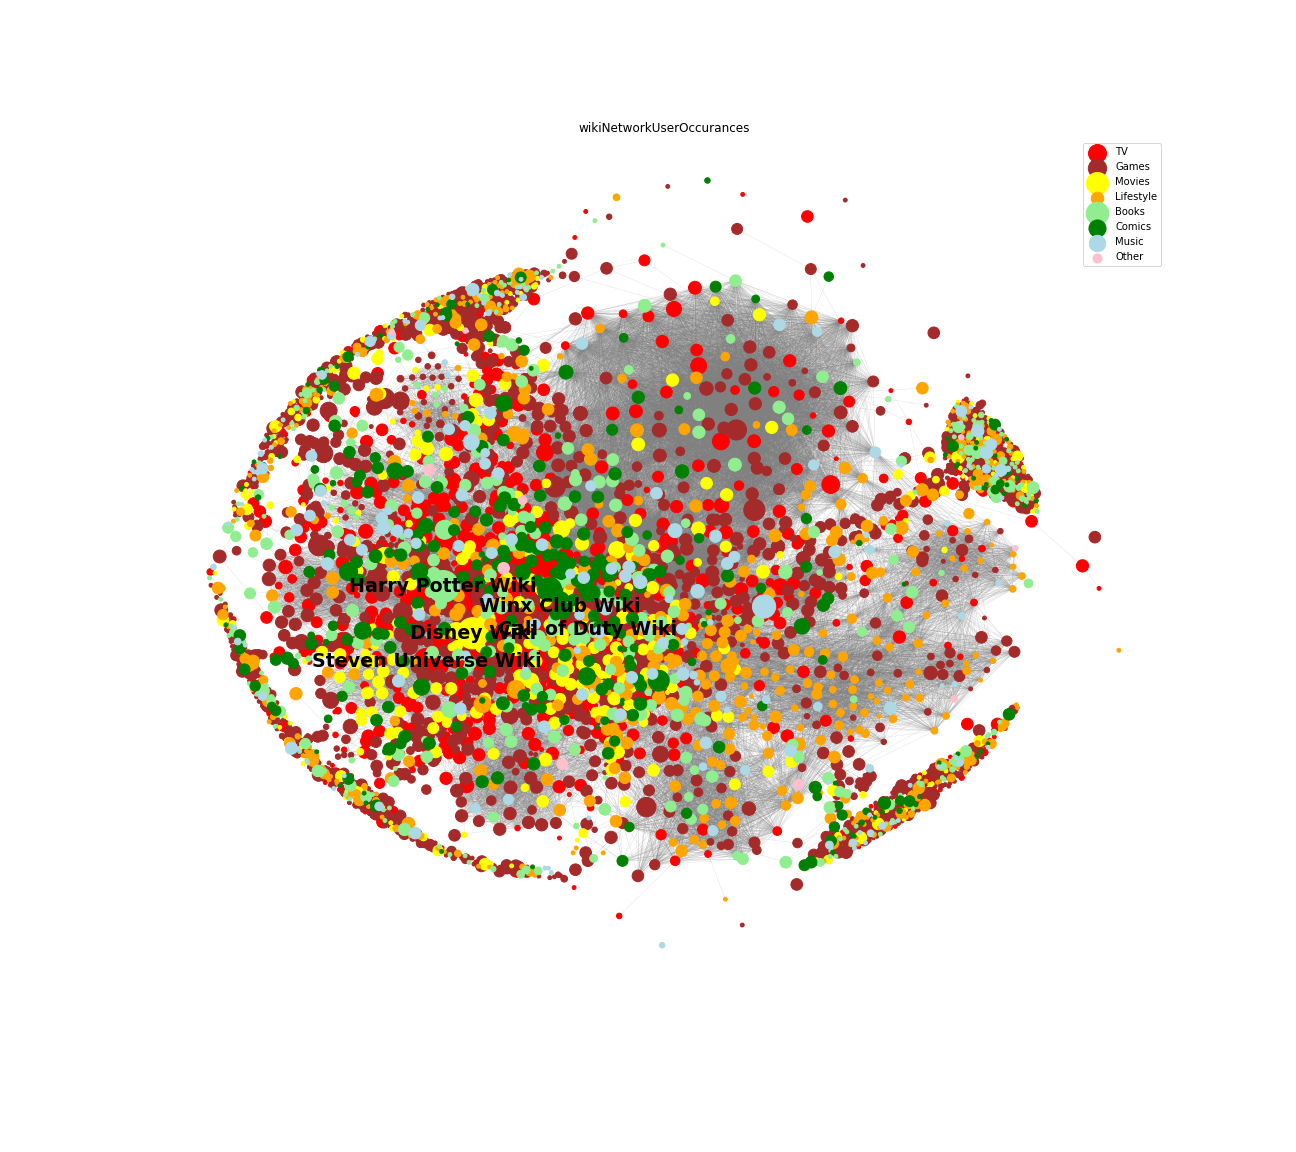 wikiNetworkUserOccurances
TV
Games
Movies
Lifestyle
Books
Comics
Music
Other
Harry Potter Wiki
Winx Club Wiki
Call of Duty Wiki
Disney Wiki
Steven Universe Wiki